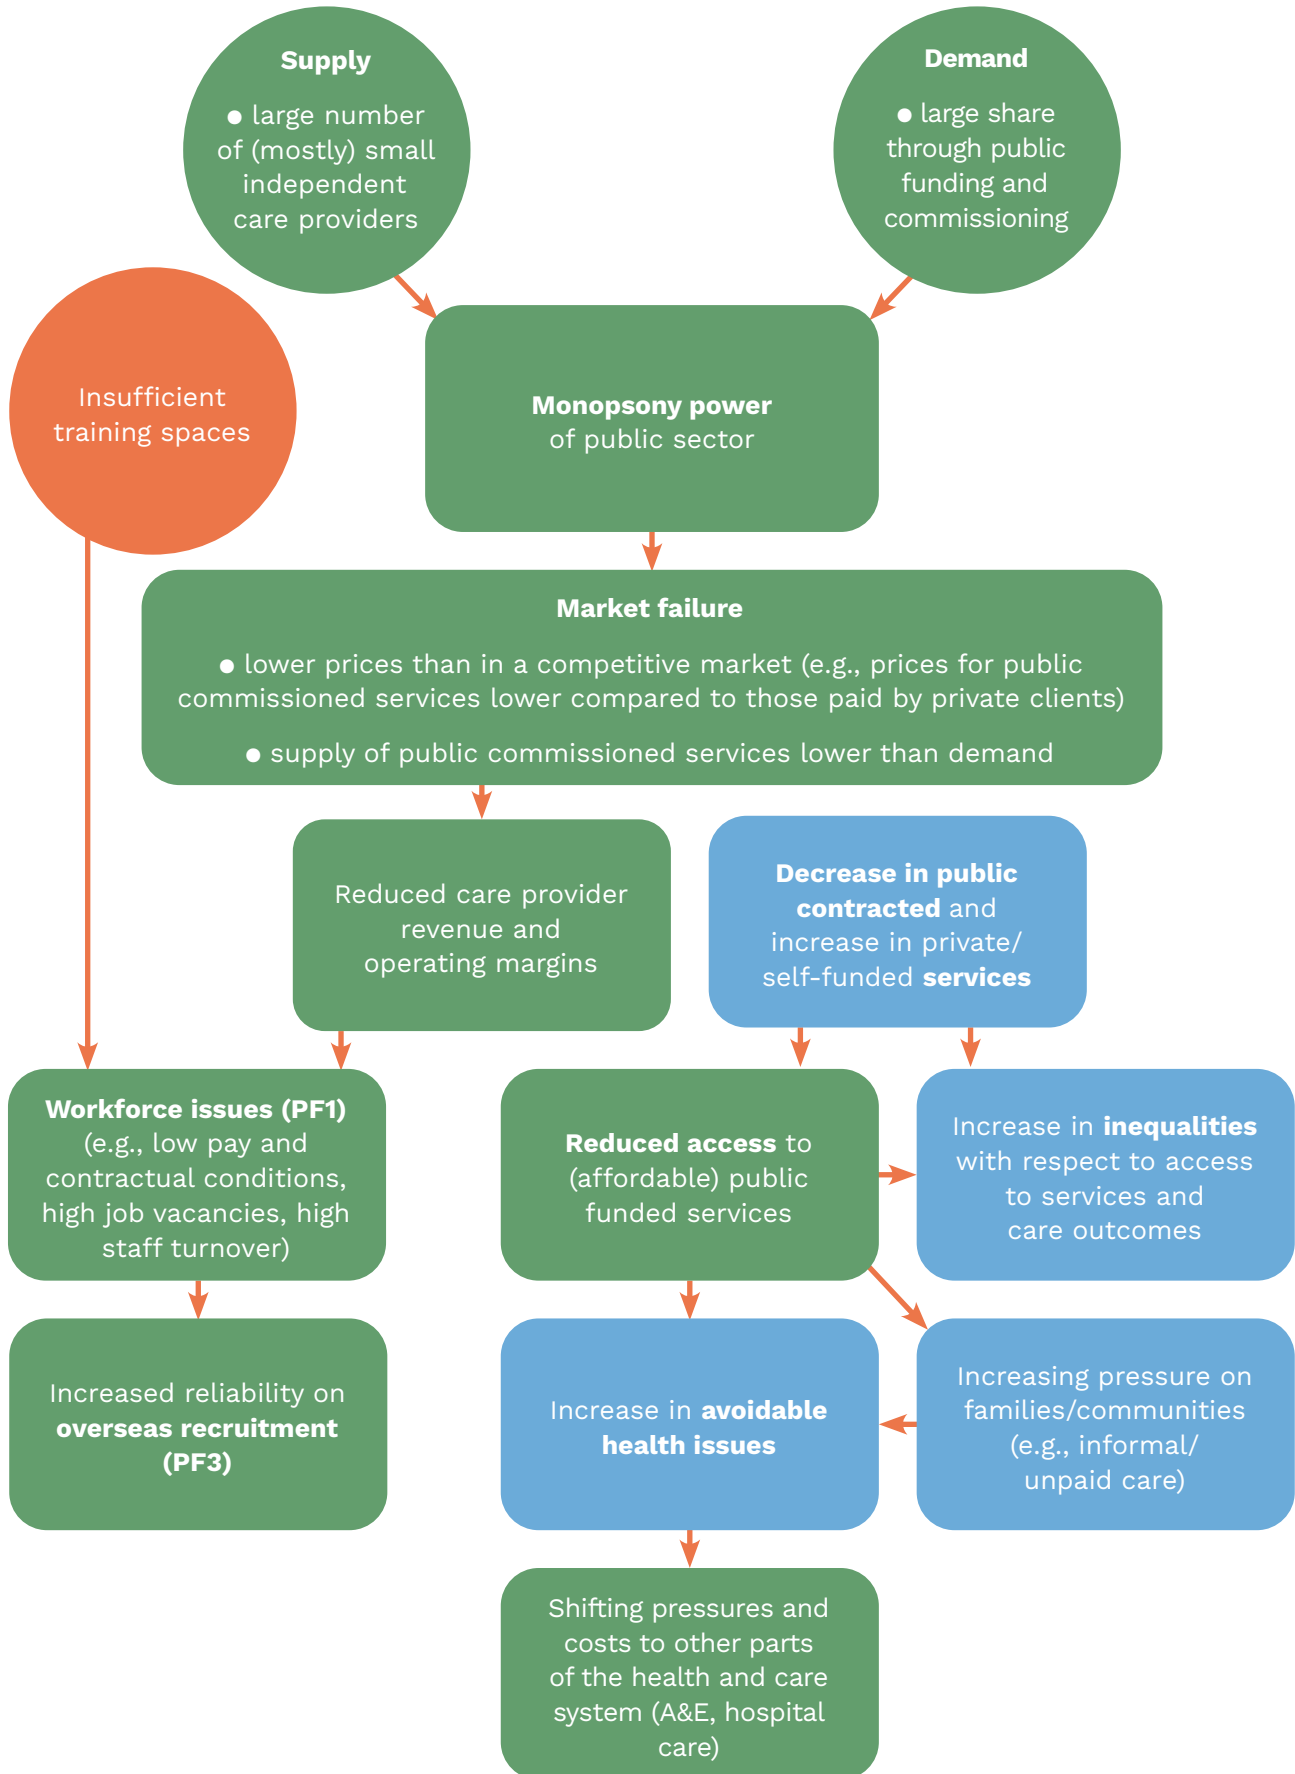 Supply
● large number
of (mostly) small
independent
care providers
Demand
● large share
through public
funding and
commissioning
Insufficient
training spaces
Monopsony power
of public sector
Market failure
● lower prices than in a competitive market (e.g., prices for public
commissioned services lower compared to those paid by private clients)
● supply of public commissioned services lower than demand
Reduced care provider
revenue and
operating margins
Decrease in public
contracted and
increase in private/
self-funded services
Workforce issues (PF1)
(e.g., low pay and
contractual conditions,
high job vacancies, high
staff turnover)
Reduced access to
(affordable) public
funded services
Increase in inequalities
with respect to access
to services and
care outcomes
Increased reliability on
overseas recruitment
(PF3)
Increase in avoidable
health issues
Increasing pressure on
families/communities
(e.g., informal/
unpaid care)
Shifting pressures and
costs to other parts
of the health and care
system (A&E, hospital
care)